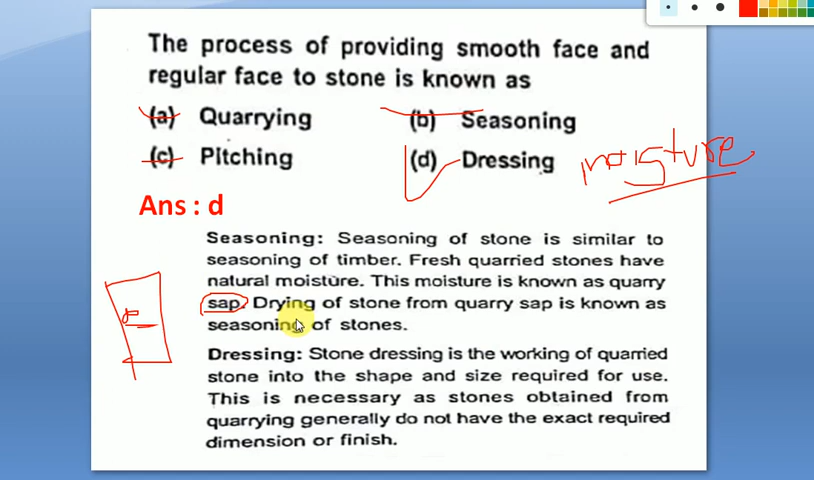 The process of providing smooth face and
regular face to stone is known as
(a) Quarrying (b) Seasoning
(c) Pitching (d) Dressing
moisture
Ans : d
Seasoning: Seasoning of stone is similar to
seasoning of timber. Fresh quarried stones have
natural moisture. This moisture is known as quarry
sap. Drying of stone from quarry sap is known as
seasoning of stones.
Dressing: Stone dressing is the working of quarried
stone into the shape and size required for use.
This is necessary as stones obtained from
quarrying generally do not have the exact required
dimension or finish.